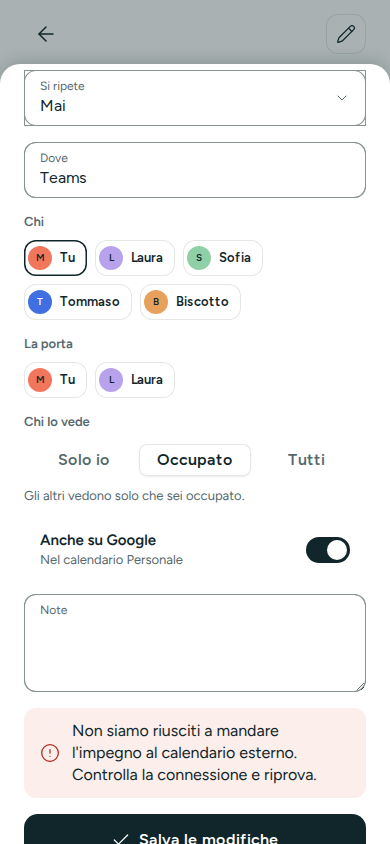 Si ripete
Mai
Dove
Teams
Chi
M Tu L Laura S Sofia
T Tommaso B Biscotto
La porta
M Tu L Laura
Chi lo vede
Solo io Occupato Tutti
Gli altri vedono solo che sei occupato.
Anche su Google
Nel calendario Personale
Note
Non siamo riusciti a mandare
l'impegno al calendario esterno.
Controlla la connessione e riprova.
Salva le modifiche